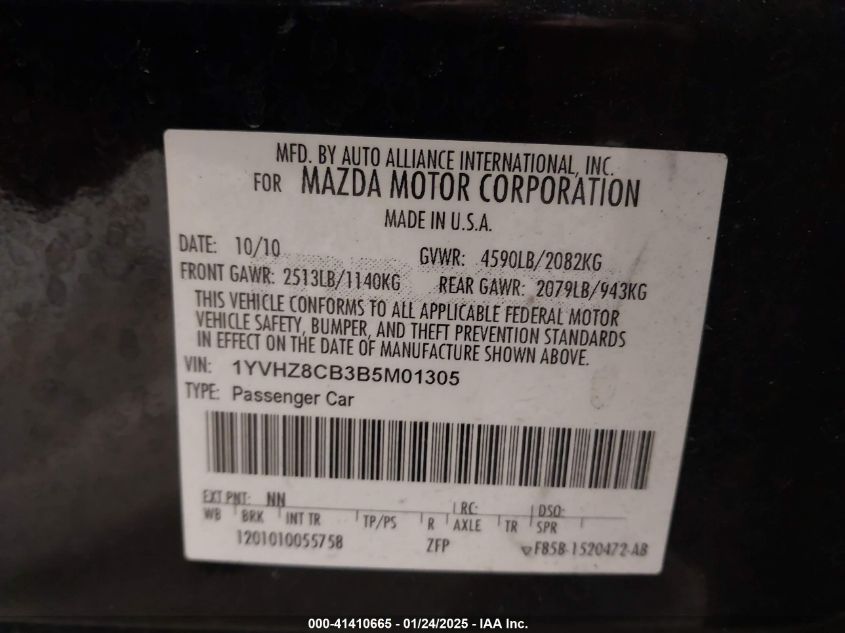 MFD. BY AUTO ALLIANCE INTERNATIONAL, INC.
FOR MAZDA MOTOR CORPORATION
MADE IN U.S.A.
DATE: 10/10 GVWR: 4590LB/2082KG
FRONT GAWR: 2513LB/1140KG REAR GAWR: 2079LB/943KG
THIS VEHICLE CONFORMS TO ALL APPLICABLE FEDERAL MOTOR
VEHICLE SAFETY, BUMPER, AND THEFT PREVENTION STANDARDS
IN EFFECT ON THE DATE OF MANUFACTURE SHOWN ABOVE.
VIN: 1YVHZ8CB3B5M01305
TYPE: Passenger Car
EXT PNT: NN RC: DSO:
WB BRK INT TR TP/PS R AXLE TR SPR
1201010055758 ZFP F85B-1520472-AB
000-41410665 / 01/24/2025 - IAA Inc.